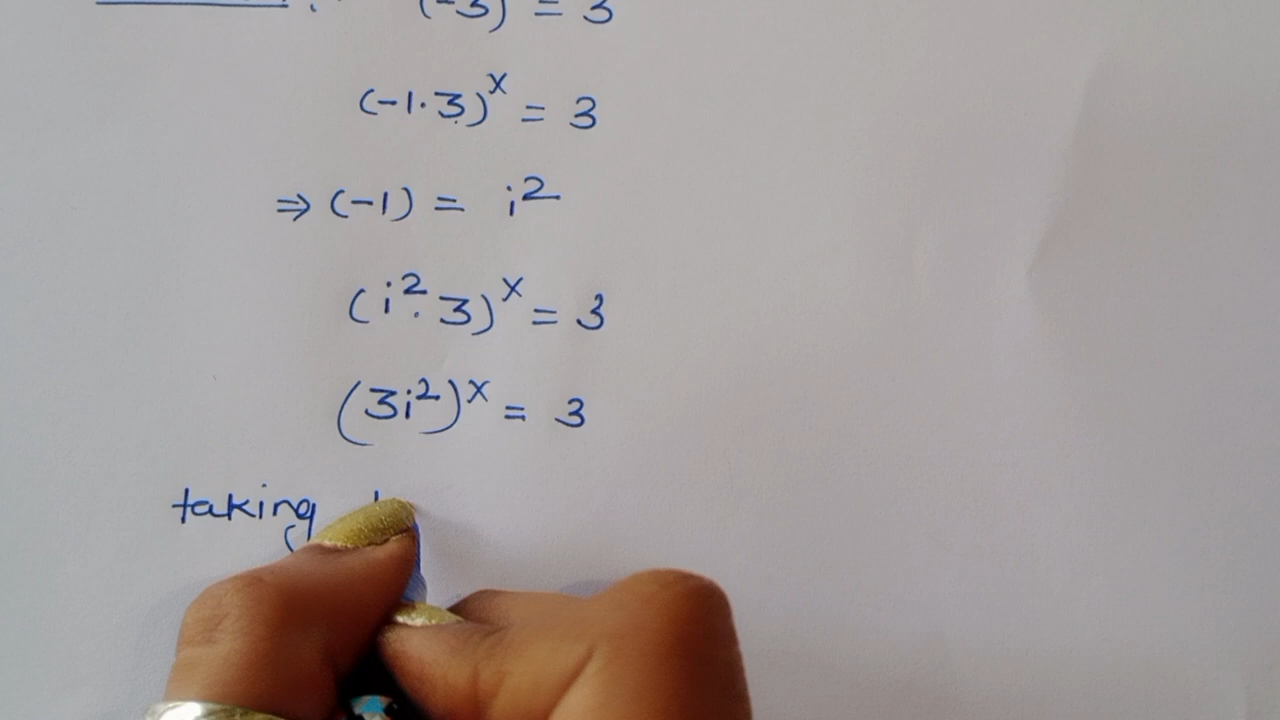 (-3) = 3
(-1·3)^x = 3
⇒ (-1) = i²
(i²·3)^x = 3
(3i²)^x = 3
taking